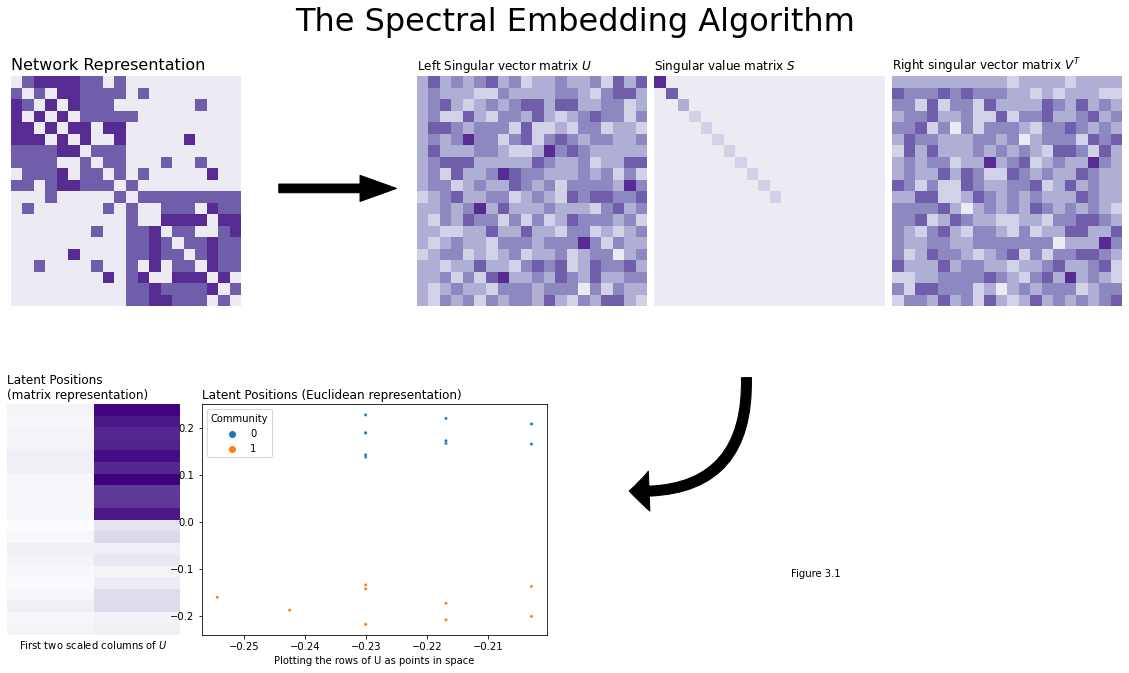 The Spectral Embedding Algorithm
Network Representation
Left Singular vector matrix U
Singular value matrix S
Right singular vector matrix V^T
Latent Positions
(matrix representation)
First two scaled columns of U
Latent Positions (Euclidean representation)
Community
0
1
0.2
0.1
0.0
−0.1
−0.2
−0.25 −0.24 −0.23 −0.22 −0.21
Plotting the rows of U as points in space
Figure 3.1